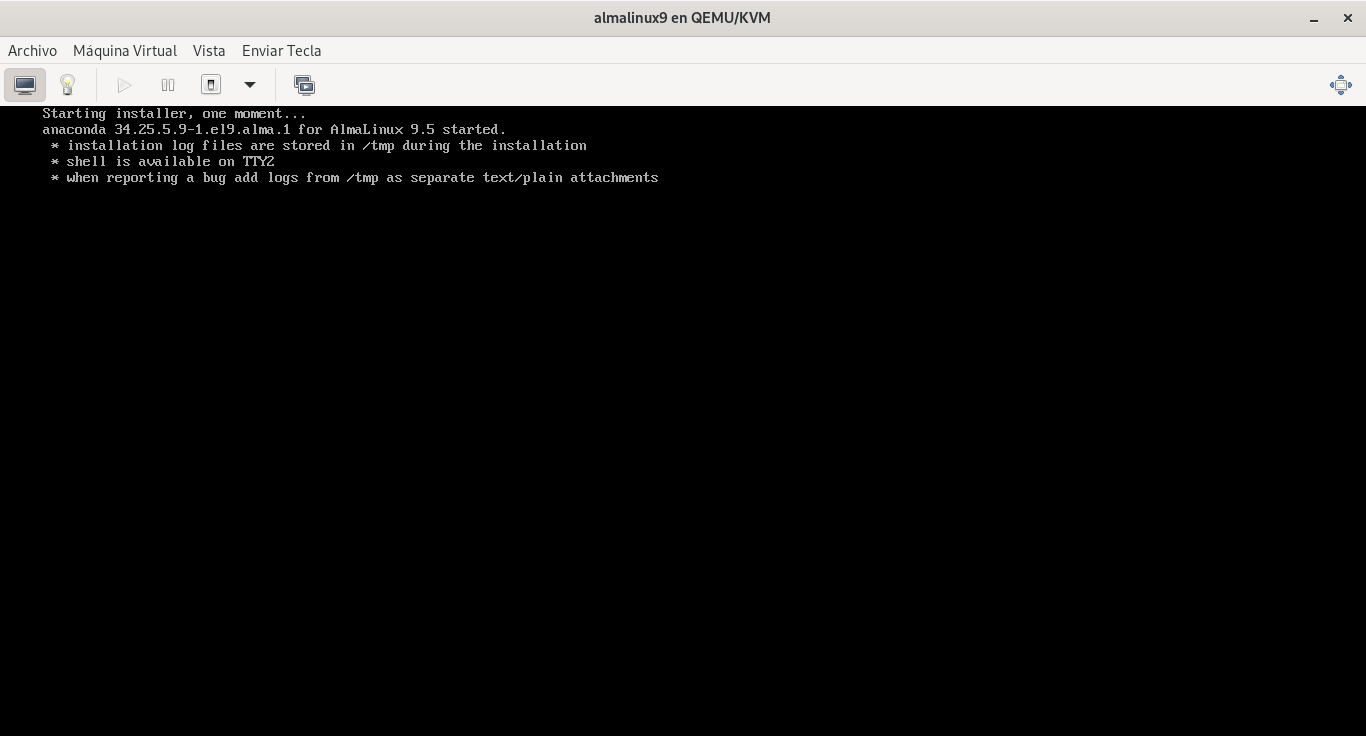 almalinux9 en QEMU/KVM
Archivo Máquina Virtual Vista Enviar Tecla
Starting installer, one moment...
anaconda 34.25.5.9-1.el9.alma.1 for AlmaLinux 9.5 started.
* installation log files are stored in /tmp during the installation
* shell is available on TTY2
* when reporting a bug add logs from /tmp as separate text/plain attachments